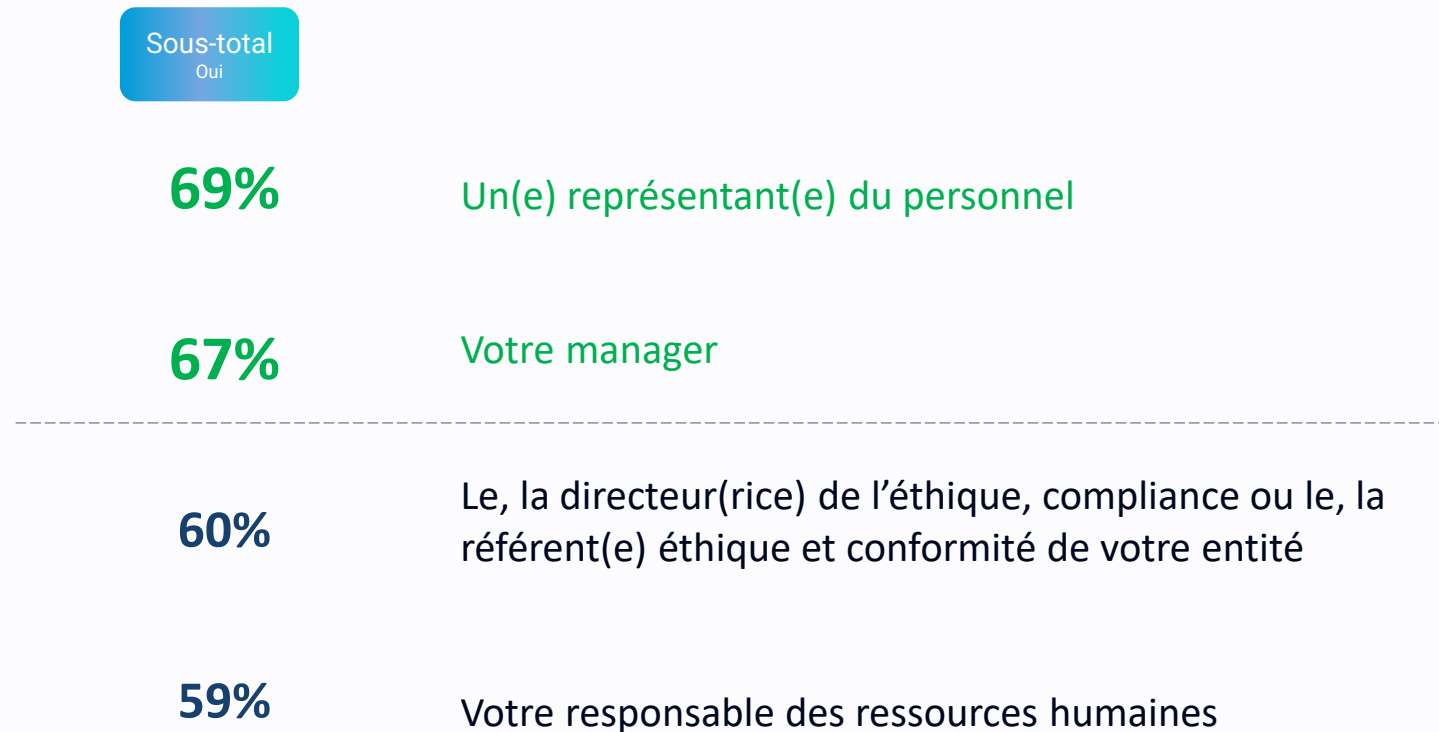 Sous-total
Oui
69%
Un(e) représentant(e) du personnel
67%
Votre manager
60%
Le, la directeur(rice) de l’éthique, compliance ou le, la
référent(e) éthique et conformité de votre entité
59%
Votre responsable des ressources humaines